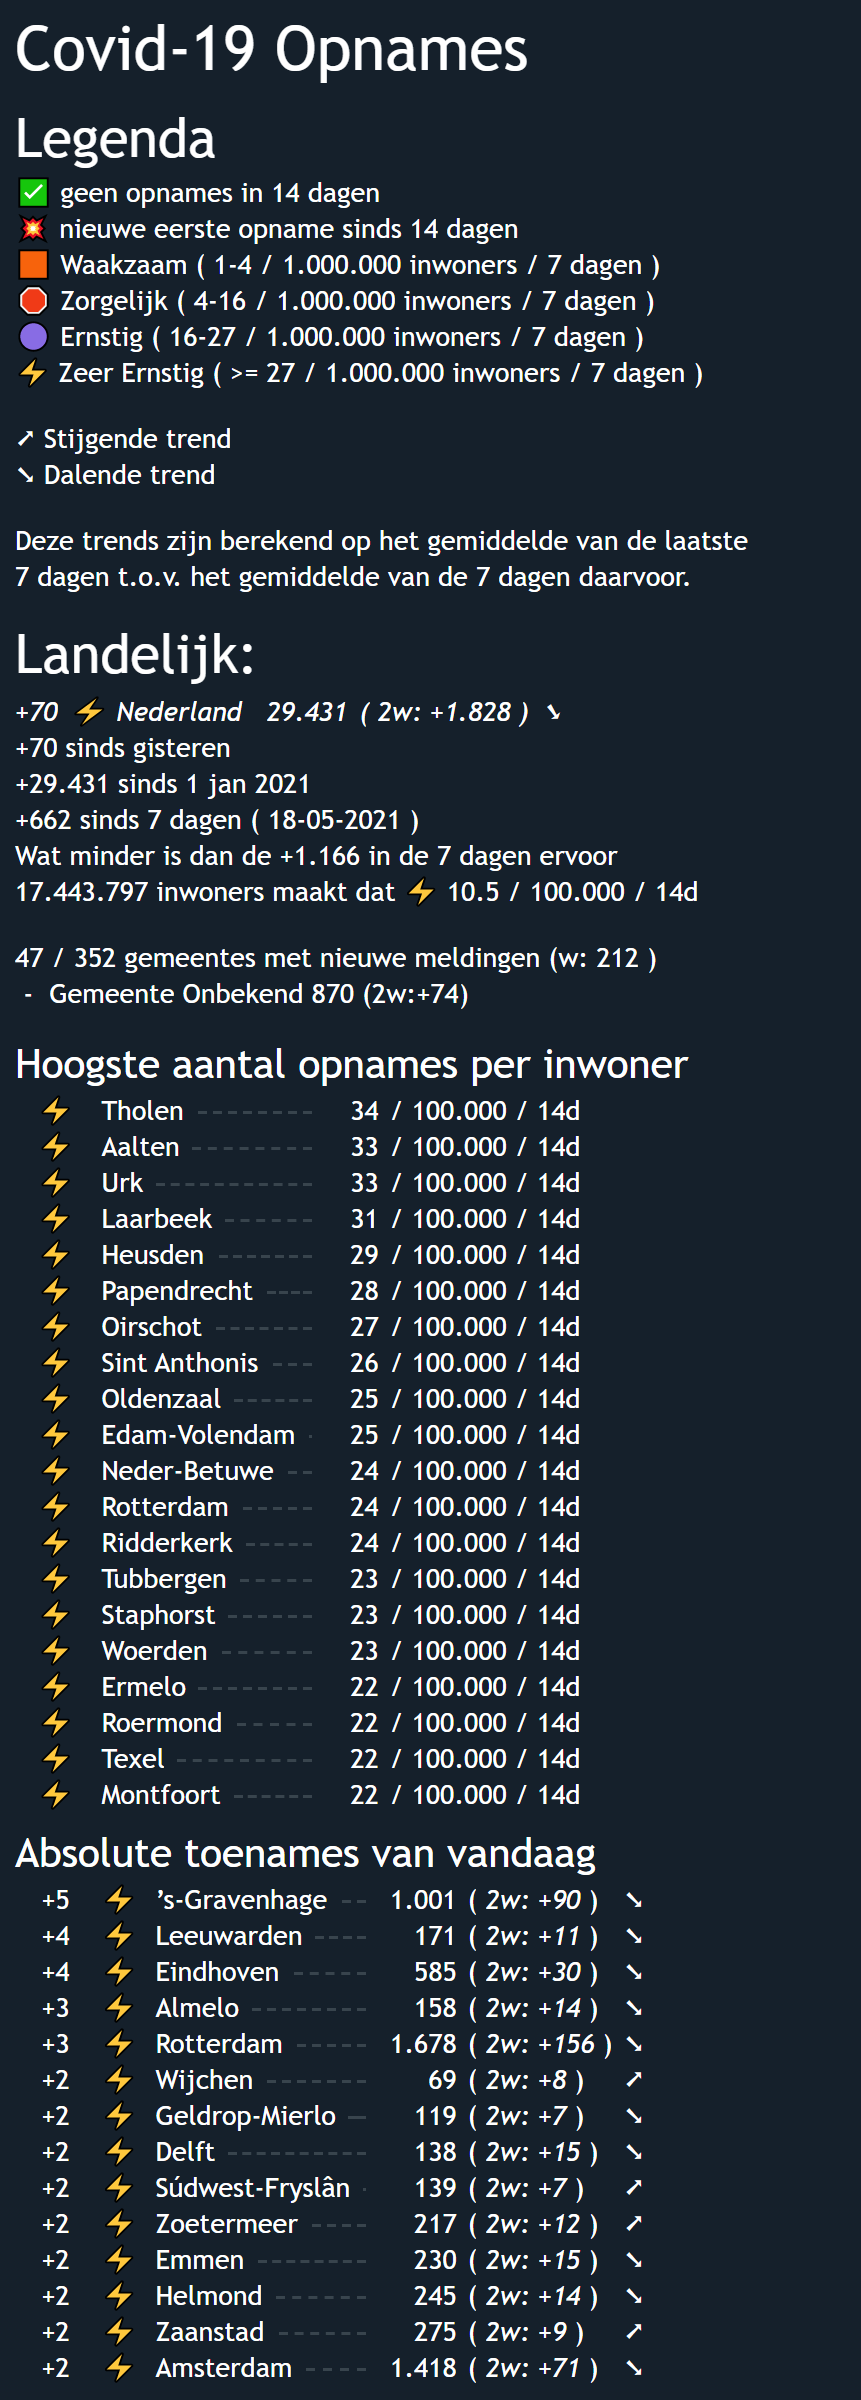 Covid-19 Opnames
Legenda
✅ geen opnames in 14 dagen
💥 nieuwe eerste opname sinds 14 dagen
🟧 Waakzaam ( 1-4 / 1.000.000 inwoners / 7 dagen )
🛑 Zorgelijk ( 4-16 / 1.000.000 inwoners / 7 dagen )
🟣 Ernstig ( 16-27 / 1.000.000 inwoners / 7 dagen )
⚡ Zeer Ernstig ( >= 27 / 1.000.000 inwoners / 7 dagen )
➚ Stijgende trend
➘ Dalende trend
Deze trends zijn berekend op het gemiddelde van de laatste
7 dagen t.o.v. het gemiddelde van de 7 dagen daarvoor.
Landelijk:
+70 ⚡ Nederland 29.431 ( 2w: +1.828 ) ➘
+70 sinds gisteren
+29.431 sinds 1 jan 2021
+662 sinds 7 dagen ( 18-05-2021 )
Wat minder is dan de +1.166 in de 7 dagen ervoor
17.443.797 inwoners maakt dat ⚡ 10.5 / 100.000 / 14d
47 / 352 gemeentes met nieuwe meldingen (w: 212 )
- Gemeente Onbekend 870 (2w:+74)
Hoogste aantal opnames per inwoner
⚡ Tholen -------- 34 / 100.000 / 14d
⚡ Aalten -------- 33 / 100.000 / 14d
⚡ Urk ----------- 33 / 100.000 / 14d
⚡ Laarbeek ------ 31 / 100.000 / 14d
⚡ Heusden ------- 29 / 100.000 / 14d
⚡ Papendrecht ---- 28 / 100.000 / 14d
⚡ Oirschot ------- 27 / 100.000 / 14d
⚡ Sint Anthonis --- 26 / 100.000 / 14d
⚡ Oldenzaal ------ 25 / 100.000 / 14d
⚡ Edam-Volendam - 25 / 100.000 / 14d
⚡ Neder-Betuwe -- 24 / 100.000 / 14d
⚡ Rotterdam ----- 24 / 100.000 / 14d
⚡ Ridderkerk ----- 24 / 100.000 / 14d
⚡ Tubbergen ----- 23 / 100.000 / 14d
⚡ Staphorst ------ 23 / 100.000 / 14d
⚡ Woerden ------ 23 / 100.000 / 14d
⚡ Ermelo -------- 22 / 100.000 / 14d
⚡ Roermond ----- 22 / 100.000 / 14d
⚡ Texel ---------- 22 / 100.000 / 14d
⚡ Montfoort ------ 22 / 100.000 / 14d
Absolute toenames van vandaag
+5 ⚡ ’s-Gravenhage -- 1.001 ( 2w: +90 ) ➘
+4 ⚡ Leeuwarden ---- 171 ( 2w: +11 ) ➘
+4 ⚡ Eindhoven ----- 585 ( 2w: +30 ) ➘
+3 ⚡ Almelo -------- 158 ( 2w: +14 ) ➘
+3 ⚡ Rotterdam ----- 1.678 ( 2w: +156 ) ➘
+2 ⚡ Wijchen ------- 69 ( 2w: +8 ) ➚
+2 ⚡ Geldrop-Mierlo - 119 ( 2w: +7 ) ➘
+2 ⚡ Delft ---------- 138 ( 2w: +15 ) ➘
+2 ⚡ Súdwest-Fryslân - 139 ( 2w: +7 ) ➚
+2 ⚡ Zoetermeer ---- 217 ( 2w: +12 ) ➚
+2 ⚡ Emmen -------- 230 ( 2w: +15 ) ➘
+2 ⚡ Helmond ------ 245 ( 2w: +14 ) ➘
+2 ⚡ Zaanstad ------ 275 ( 2w: +9 ) ➚
+2 ⚡ Amsterdam ---- 1.418 ( 2w: +71 ) ➘